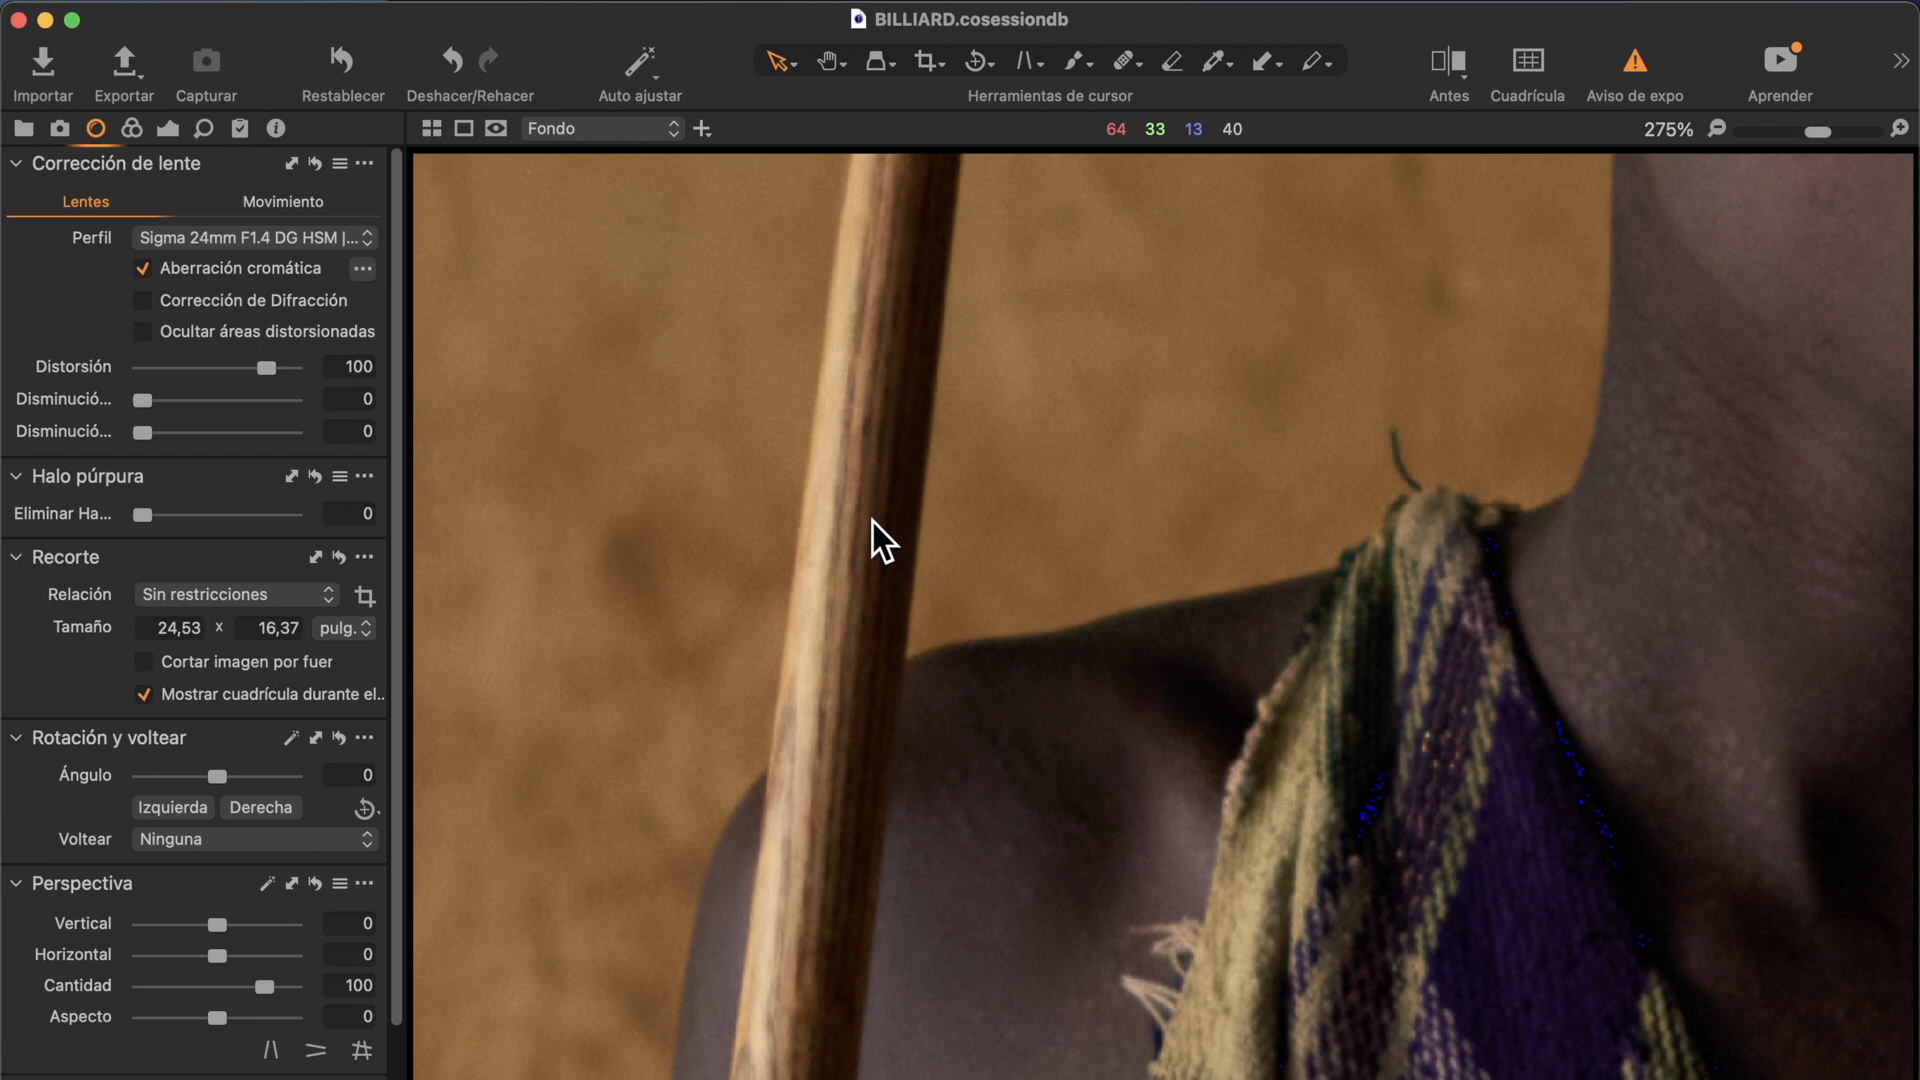 BILLIARD.cosessiondb
Importar
Exportar
Capturar
Restablecer
Deshacer/Rehacer
Auto ajustar
Herramientas de cursor
Antes
Cuadrícula
Aviso de expo
Aprender
Fondo
64 33 13 40
275%
Corrección de lente
Lentes
Movimiento
Perfil Sigma 24mm F1.4 DG HSM |...
Aberración cromática
Corrección de Difracción
Ocultar áreas distorsionadas
Distorsión 100
Disminució... 0
Disminució... 0
Halo púrpura
Eliminar Ha... 0
Recorte
Relación Sin restricciones
Tamaño 24,53 x 16,37 pulg.
Cortar imagen por fuer
Mostrar cuadrícula durante el..
Rotación y voltear
Ángulo 0
Izquierda Derecha
Voltear Ninguna
Perspectiva
Vertical 0
Horizontal 0
Cantidad 100
Aspecto 0